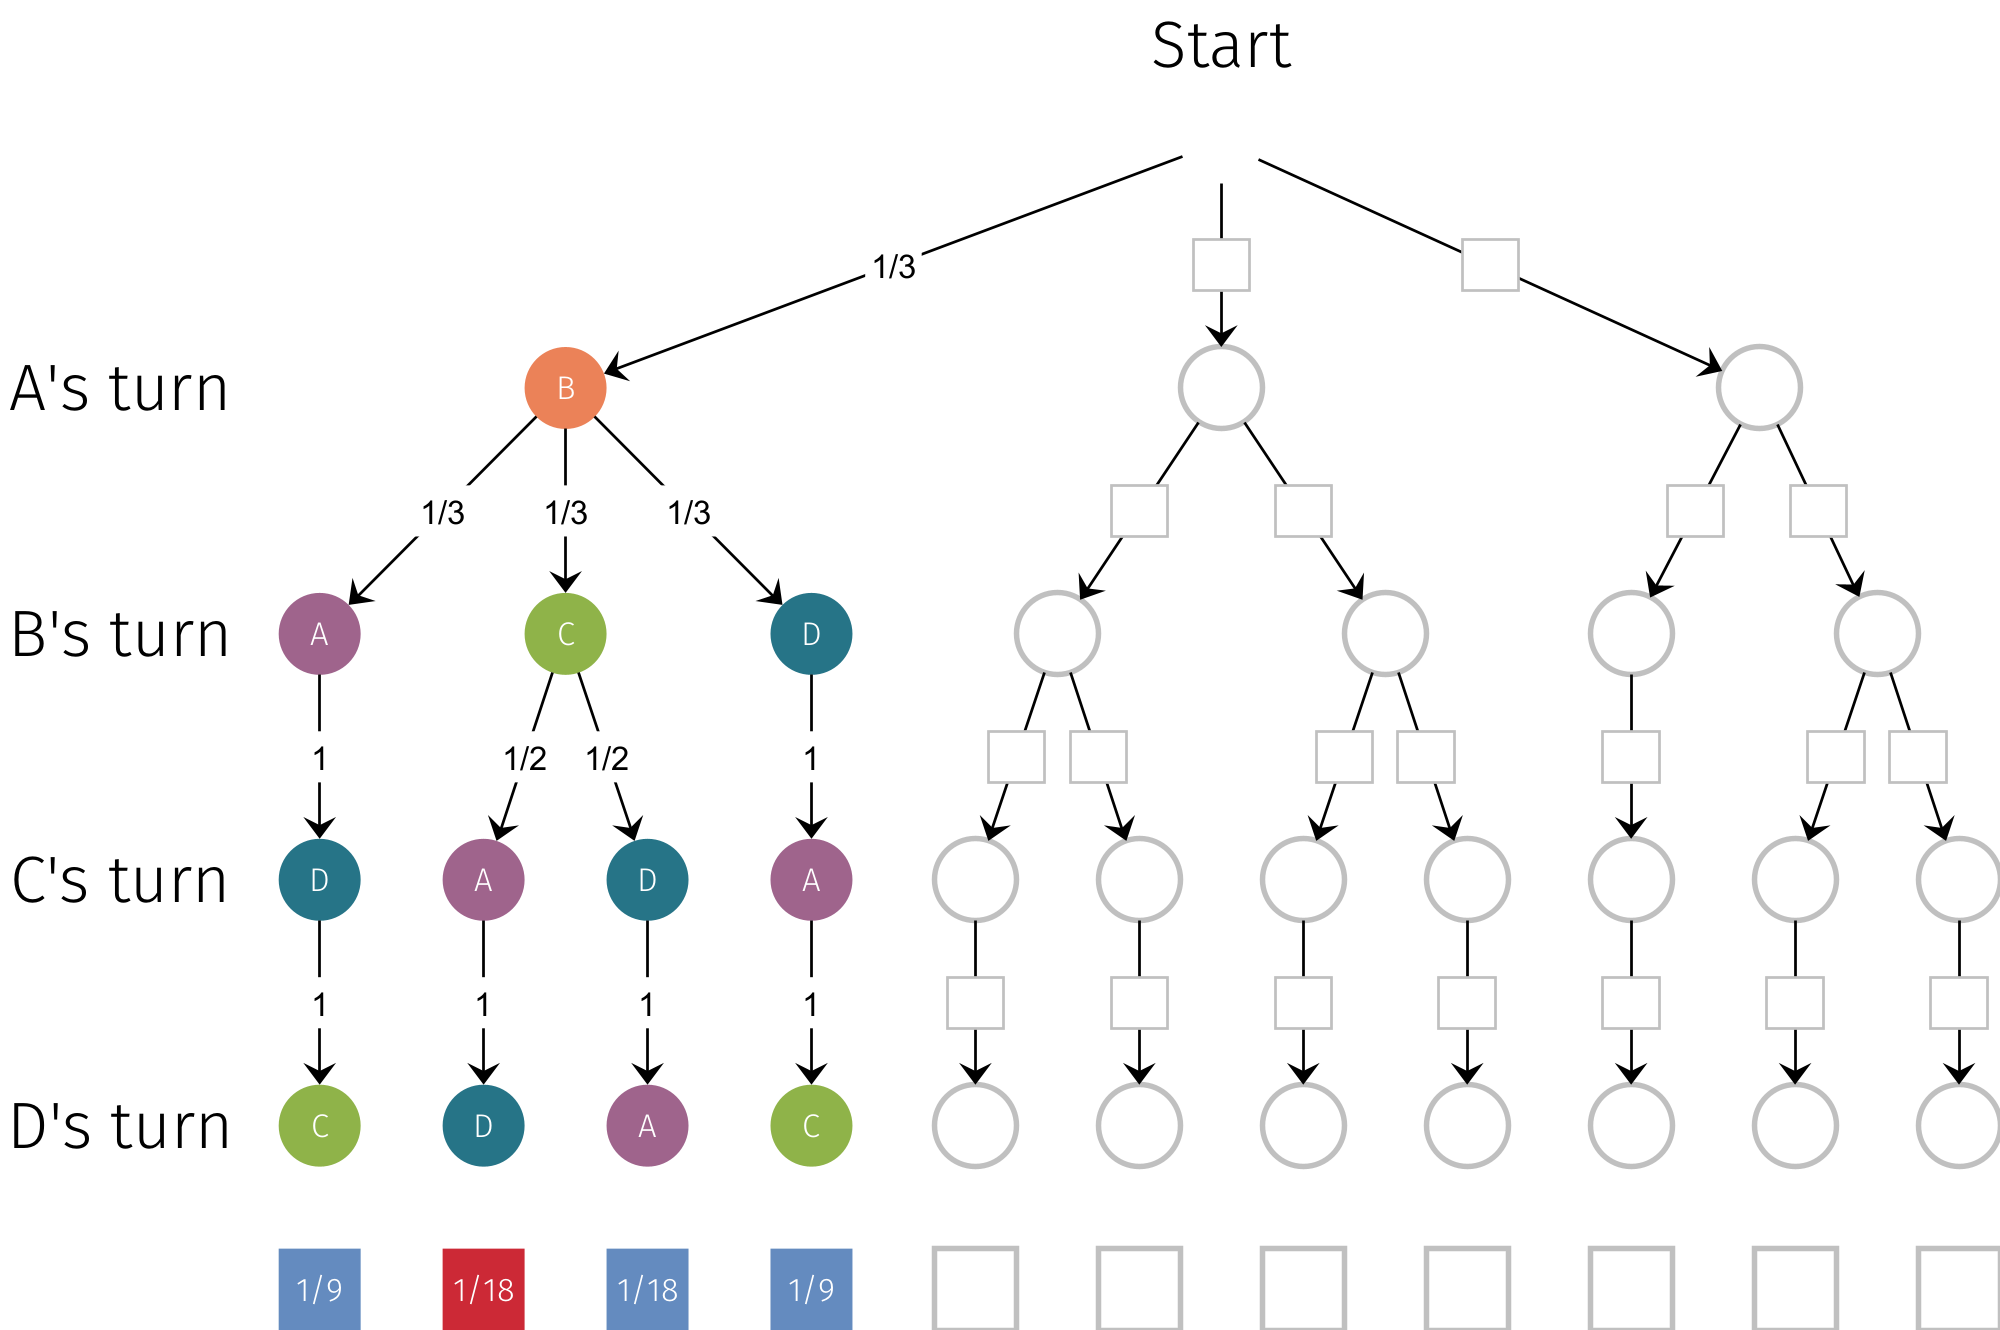 Start
1/3
A's turn
B
1/3 1/3 1/3
B's turn
A C D
1 1/2 1/2 1
C's turn
D A D A
1 1 1 1
D's turn
C D A C
1/9 1/18 1/18 1/9